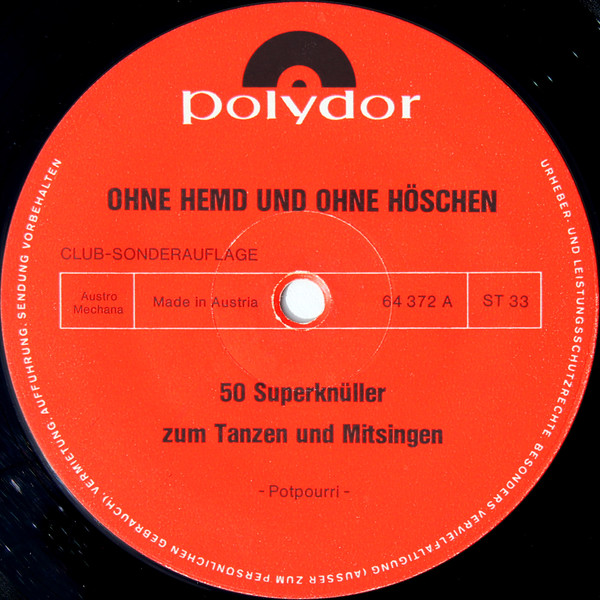 polydor
OHNE HEMD UND OHNE HÖSCHEN
CLUB-SONDERAUFLAGE
Austro
Mechana
Made in Austria
64 372 A
ST 33
50 Superknüller
zum Tanzen und Mitsingen
- Potpourri -
URHEBER- UND LEISTUNGSSCHUTZRECHTE, BESONDERS VERVIELFÄLTIGUNG (AUSSER ZUM PERSÖNLICHEN GEBRAUCH), VERMIETUNG, AUFFÜHRUNG, SENDUNG VORBEHALTEN